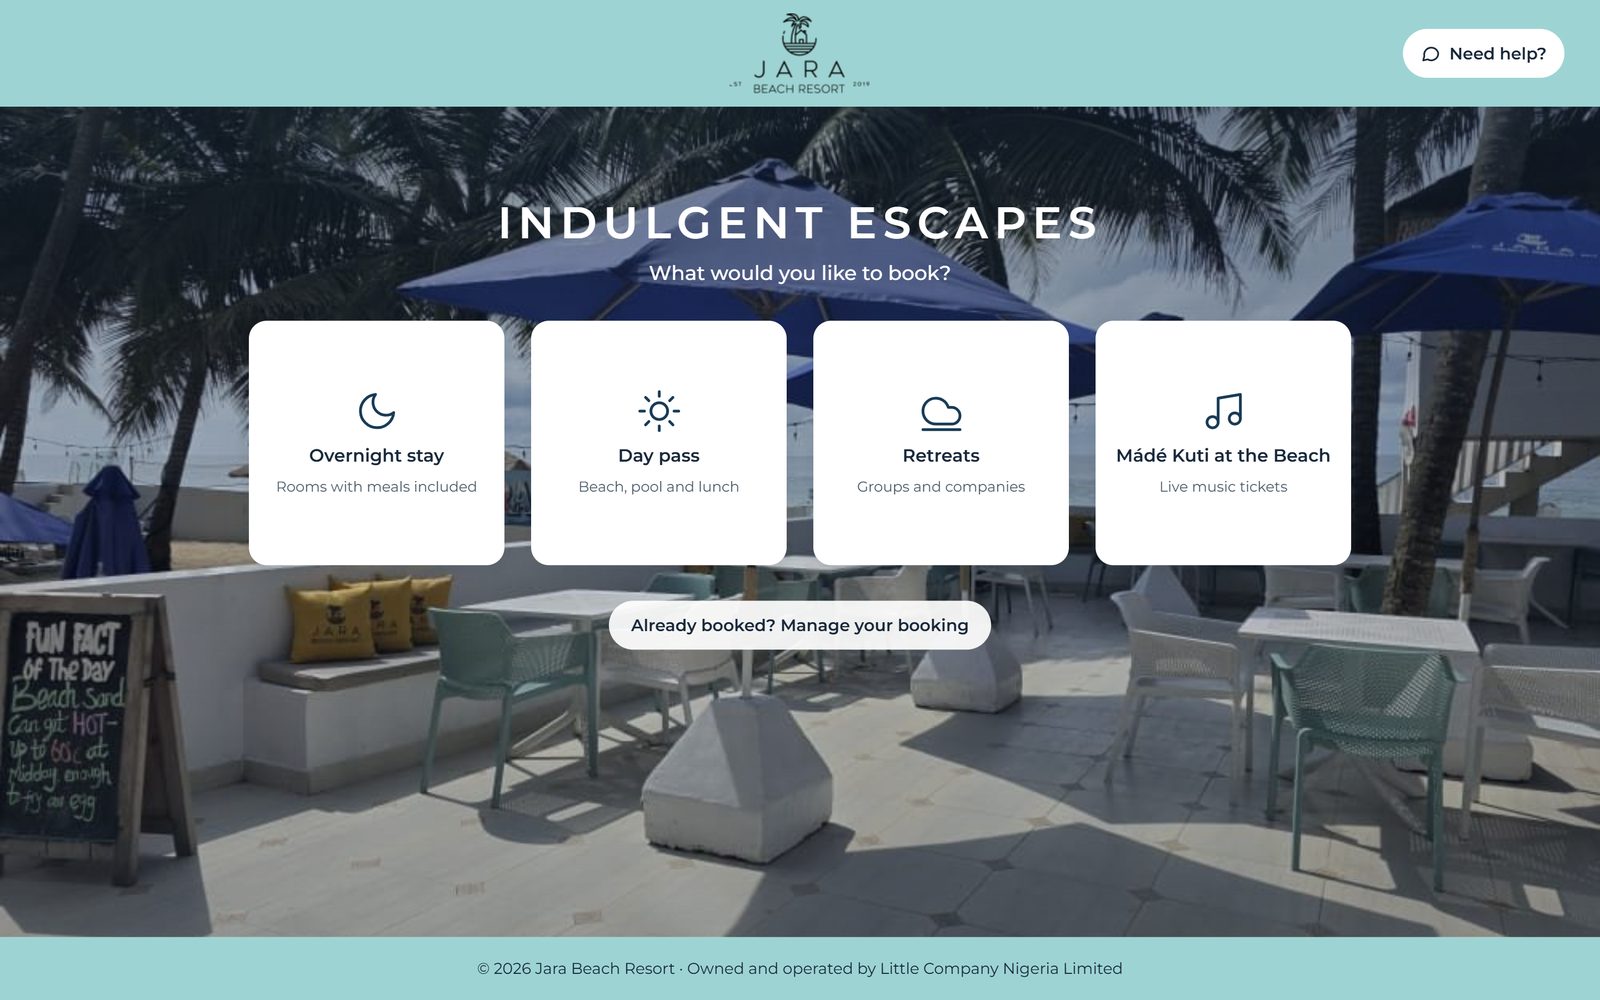 JARA
EST 2016
BEACH RESORT
Need help?
INDULGENT ESCAPES
What would you like to book?
Overnight stay
Rooms with meals included
Day pass
Beach, pool and lunch
Retreats
Groups and companies
Mádé Kuti at the Beach
Live music tickets
Already booked? Manage your booking
JARA
FUN FACT
of The DAY
Beach Sand
Can get HOT-
up to 60c at
Midday, enough
to fry an egg
© 2026 Jara Beach Resort · Owned and operated by Little Company Nigeria Limited